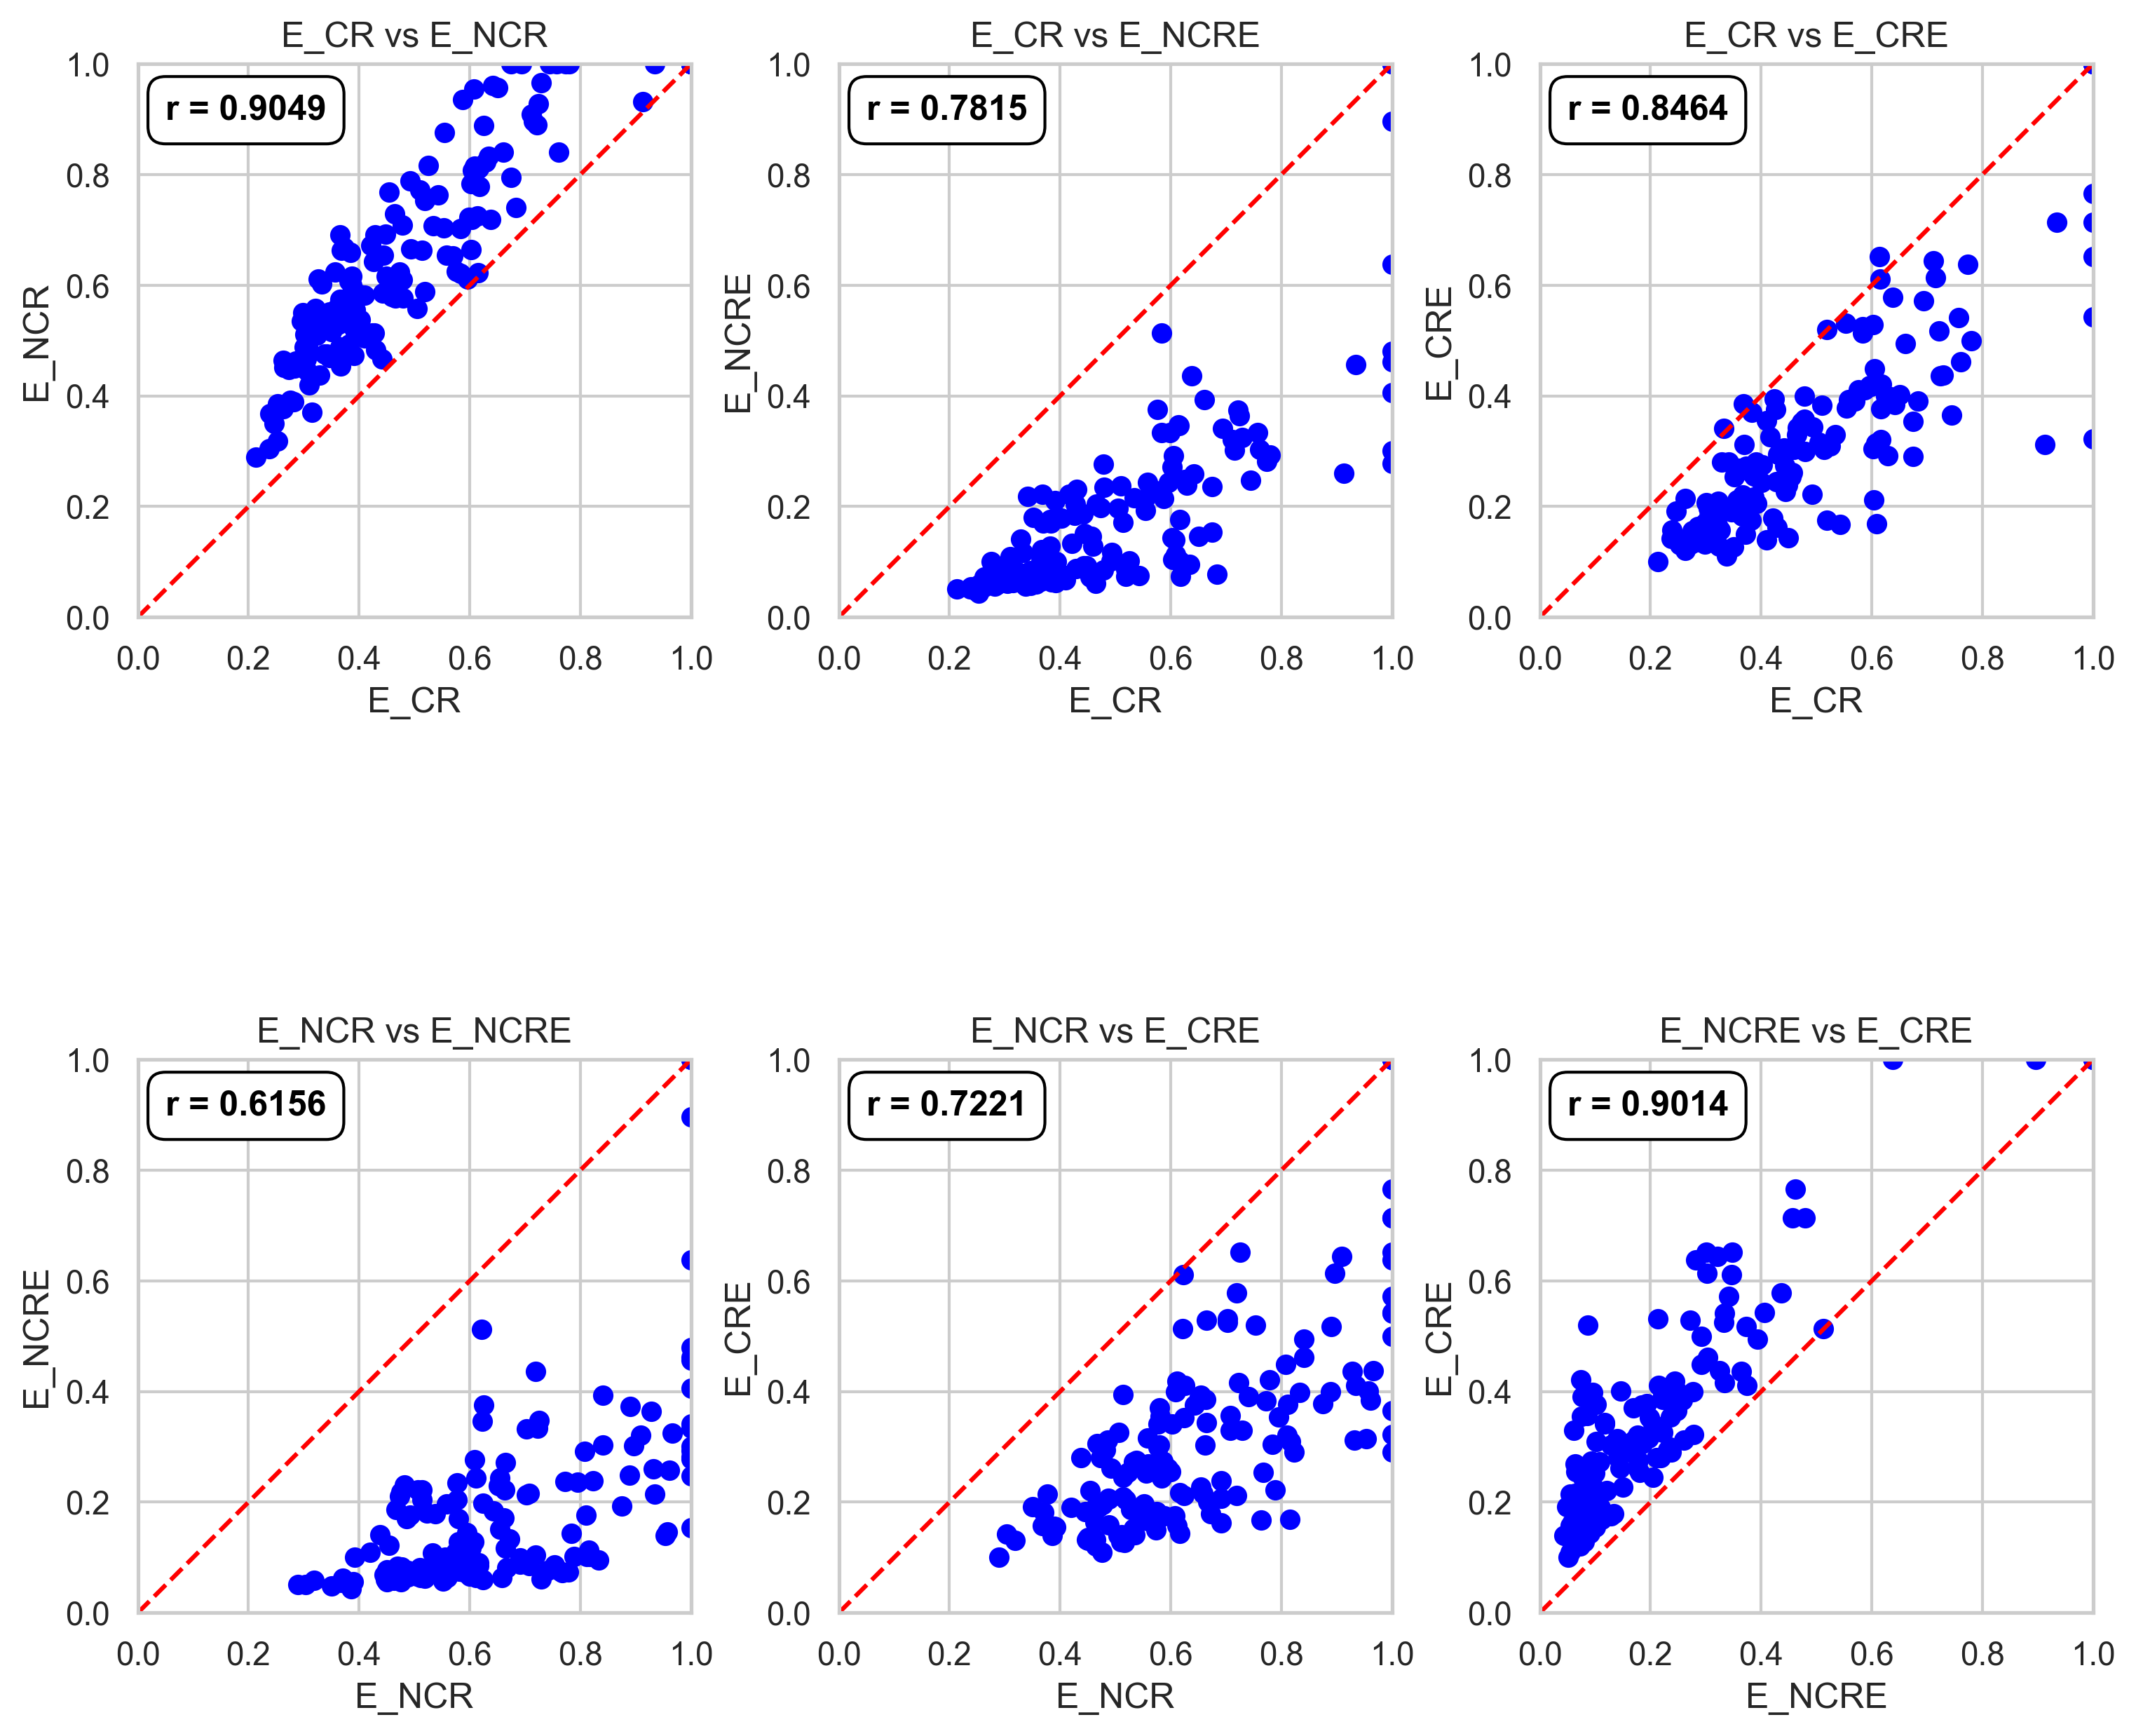 E_CR vs E_NCR
E_CR vs E_NCRE
E_CR vs E_CRE
r = 0.9049
r = 0.7815
r = 0.8464
1.0
0.8
0.6
0.4
0.2
0.0
E_NCR
0.0 0.2 0.4 0.6 0.8 1.0
E_CR
1.0
0.8
0.6
0.4
0.2
0.0
E_NCRE
0.0 0.2 0.4 0.6 0.8 1.0
E_CR
1.0
0.8
0.6
0.4
0.2
0.0
E_CRE
0.0 0.2 0.4 0.6 0.8 1.0
E_CR
E_NCR vs E_NCRE
E_NCR vs E_CRE
E_NCRE vs E_CRE
r = 0.6156
r = 0.7221
r = 0.9014
1.0
0.8
0.6
0.4
0.2
0.0
E_NCRE
0.0 0.2 0.4 0.6 0.8 1.0
E_NCR
1.0
0.8
0.6
0.4
0.2
0.0
E_CRE
0.0 0.2 0.4 0.6 0.8 1.0
E_NCR
1.0
0.8
0.6
0.4
0.2
0.0
E_CRE
0.0 0.2 0.4 0.6 0.8 1.0
E_NCRE